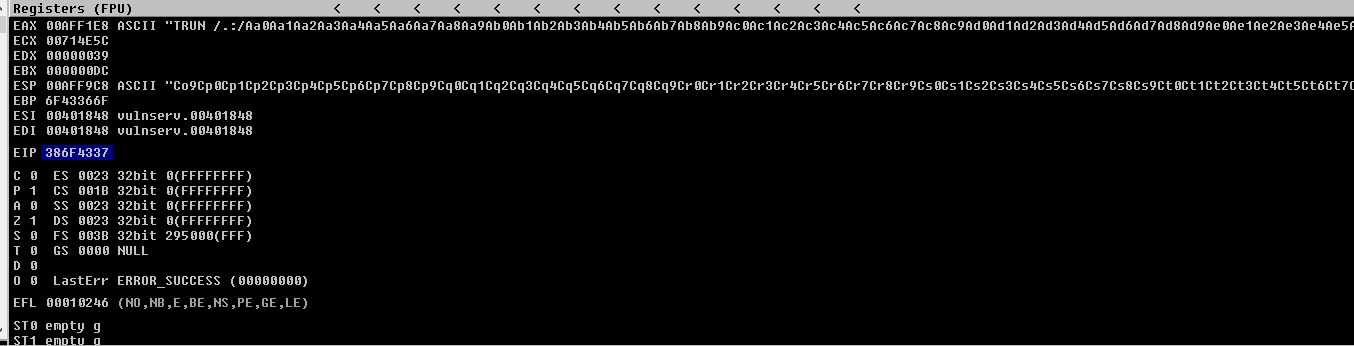 Registers (FPU) < < < < < < < < < < < < < <
EAX 00AFF1E8 ASCII "TRUN /.:/Aa0Aa1Aa2Aa3Aa4Aa5Aa6Aa7Aa8Aa9Ab0Ab1Ab2Ab3Ab4Ab5Ab6Ab7Ab8Ab9Ac0Ac1Ac2Ac3Ac4Ac5Ac6Ac7Ac8Ac9Ad0Ad1Ad2Ad3Ad4Ad5Ad6Ad7Ad8Ad9Ae0Ae1Ae2Ae3Ae4Ae5A
ECX 00714E5C
EDX 00000039
EBX 000000DC
ESP 00AFF9C8 ASCII "Co9Cp0Cp1Cp2Cp3Cp4Cp5Cp6Cp7Cp8Cp9Cq0Cq1Cq2Cq3Cq4Cq5Cq6Cq7Cq8Cq9Cr0Cr1Cr2Cr3Cr4Cr5Cr6Cr7Cr8Cr9Cs0Cs1Cs2Cs3Cs4Cs5Cs6Cs7Cs8Cs9Ct0Ct1Ct2Ct3Ct4Ct5Ct6Ct7C
EBP 6F43366F
ESI 00401848 vulnserv.00401848
EDI 00401848 vulnserv.00401848
EIP 386F4337
C 0 ES 0023 32bit 0(FFFFFFFF)
P 1 CS 001B 32bit 0(FFFFFFFF)
A 0 SS 0023 32bit 0(FFFFFFFF)
Z 1 DS 0023 32bit 0(FFFFFFFF)
S 0 FS 003B 32bit 295000(FFF)
T 0 GS 0000 NULL
D 0
O 0 LastErr ERROR_SUCCESS (00000000)
EFL 00010246 (NO,NB,E,BE,NS,PE,GE,LE)
ST0 empty g
ST1 empty g